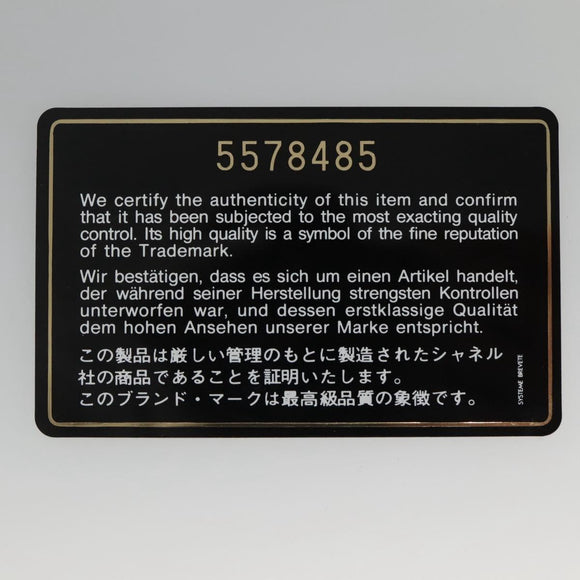 5578485
We certify the authenticity of this item and confirm
that it has been subjected to the most exacting quality
control. Its high quality is a symbol of the fine reputation
of the Trademark.
Wir bestätigen, dass es sich um einen Artikel handelt,
der während seiner Herstellung strengsten Kontrollen
unterworfen war, und dessen erstklassige Qualität
dem hohen Ansehen unserer Marke entspricht.
この製品は厳しい管理のもとに製造されたシャネル
社の商品であることを証明いたします。
このブランド・マークは最高級品質の象徴です。
SYSTEME BREVETE